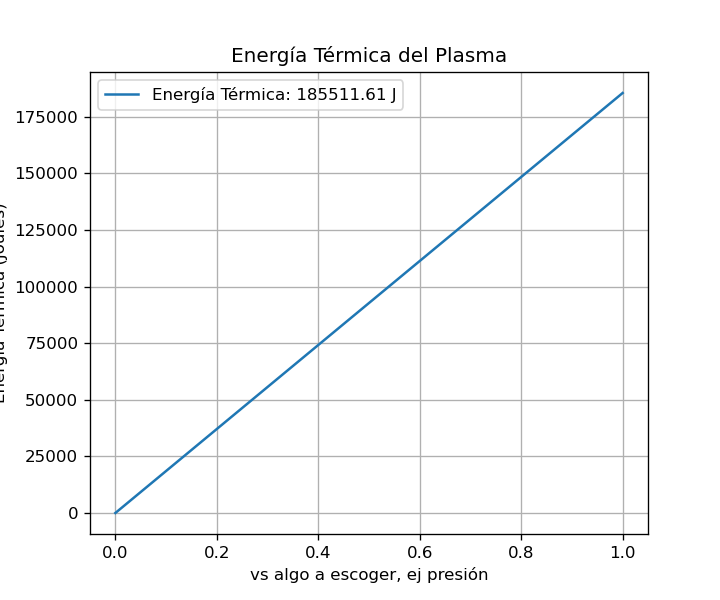 Energía Térmica del Plasma
Energía Térmica: 185511.61 J
175000
150000
125000
100000
75000
50000
25000
0
0.0 0.2 0.4 0.6 0.8 1.0
vs algo a escoger, ej presión